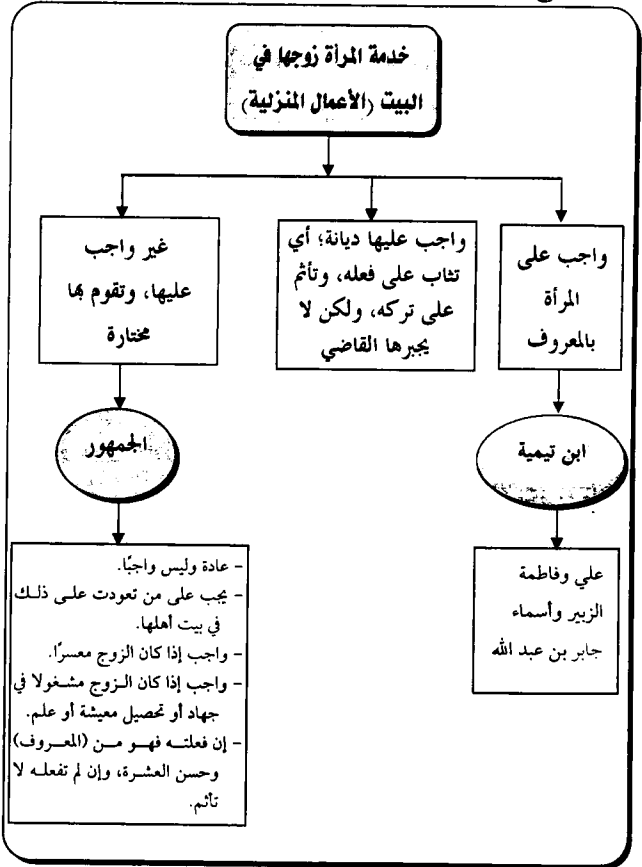 خدمة المرأة زوجها في
البيت (الأعمال المنزلية)
واجب على
المرأة
بالمعروف
واجب عليها ديانة؛ أي
تثاب على فعله، وتأثم
على تركه، ولكن لا
يجبرها القاضي
غير واجب
عليها، وتقوم بها
مختارة
ابن تيمية
الجمهور
علي وفاطمة
الزبير وأسماء
جابر بن عبد الله
- عادة وليس واجبًا.
- يجب على من تعودت على ذلك
في بيت أهلها.
- واجب إذا كان الزوج معسرًا.
- واجب إذا كان الزوج مشغولا في
جهاد أو تحصيل معيشة أو علم.
- إن فعلته فهو من (المعروف)
وحسن العشرة، وإن لم تفعله لا
تأثم.